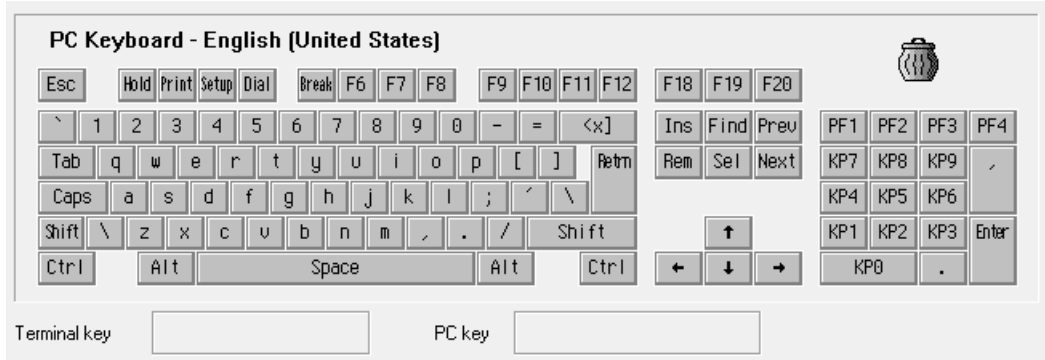 PC Keyboard - English (United States)
Esc Hold Print Setup Dial Break F6 F7 F8 F9 F10 F11 F12 F18 F19 F20
` 1 2 3 4 5 6 7 8 9 0 - = <x] Ins Find Prev PF1 PF2 PF3 PF4
Tab q w e r t y u i o p [ ] Retrn Rem Sel Next KP7 KP8 KP9 ,
Caps a s d f g h j k l ; ´ \ KP4 KP5 KP6
Shift \ z x c v b n m , . / Shift ↑ KP1 KP2 KP3 Enter
Ctrl Alt Space Alt Ctrl ← ↓ → KP0 .
Terminal key PC key